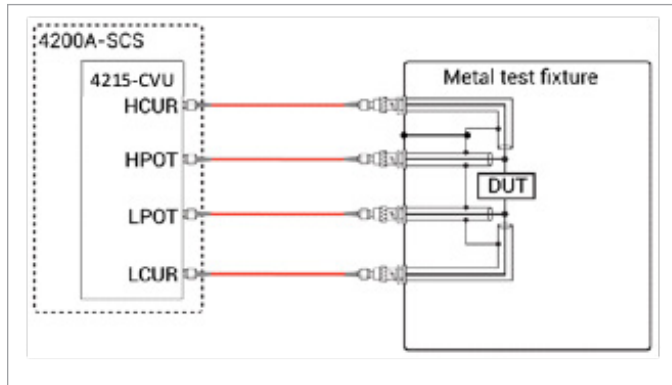 4200A-SCS
4215-CVU
Metal test fixture
HCUR
HPOT
DUT
LPOT
LCUR